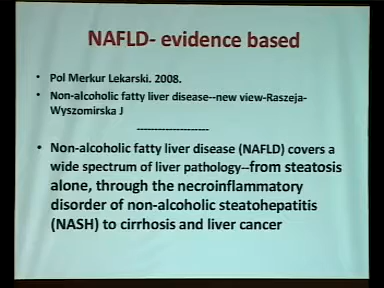 NAFLD- evidence based
• Pol Merkur Lekarski. 2008.
• Non-alcoholic fatty liver disease--new view-Raszeja-
Wyszomirska J
--------------------
• Non-alcoholic fatty liver disease (NAFLD) covers a
wide spectrum of liver pathology--from steatosis
alone, through the necroinflammatory
disorder of non-alcoholic steatohepatitis
(NASH) to cirrhosis and liver cancer